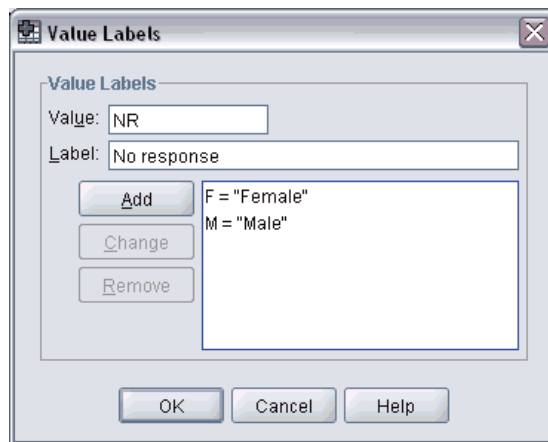 Value Labels
Value Labels
Value: NR
Label: No response
Add
Change
Remove
F = "Female"
M = "Male"
OK
Cancel
Help